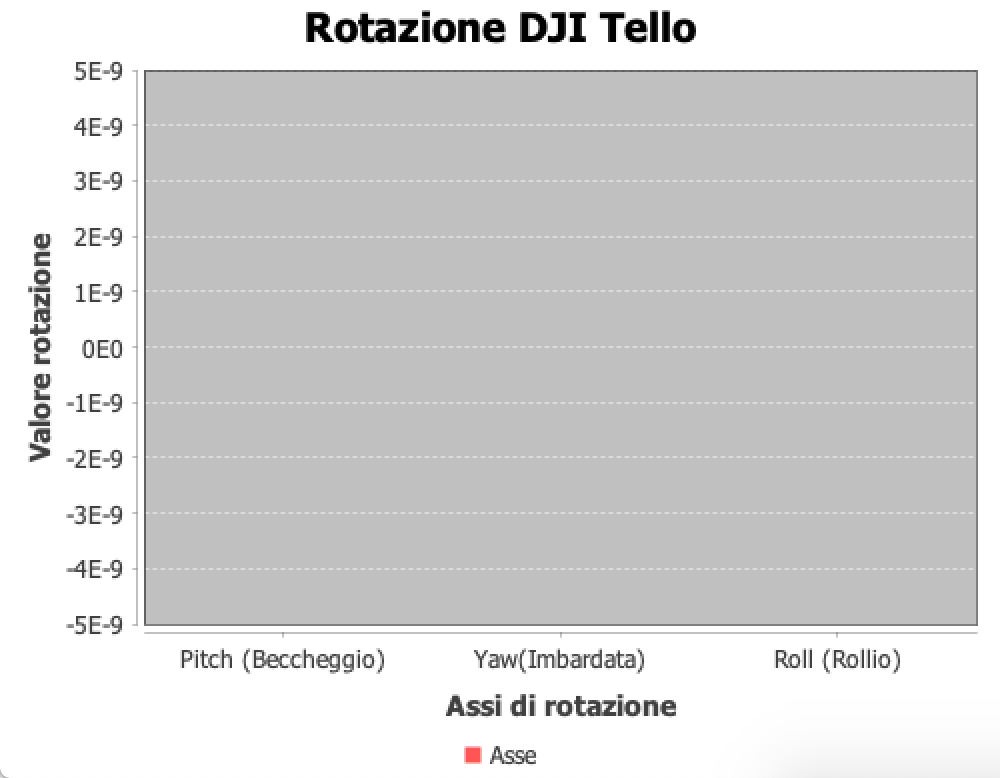 Rotazione DJI Tello
5E-9
4E-9
3E-9
2E-9
1E-9
0E0
-1E-9
-2E-9
-3E-9
-4E-9
-5E-9
Valore rotazione
Pitch (Beccheggio) Yaw(Imbardata) Roll (Rollio)
Assi di rotazione
Asse